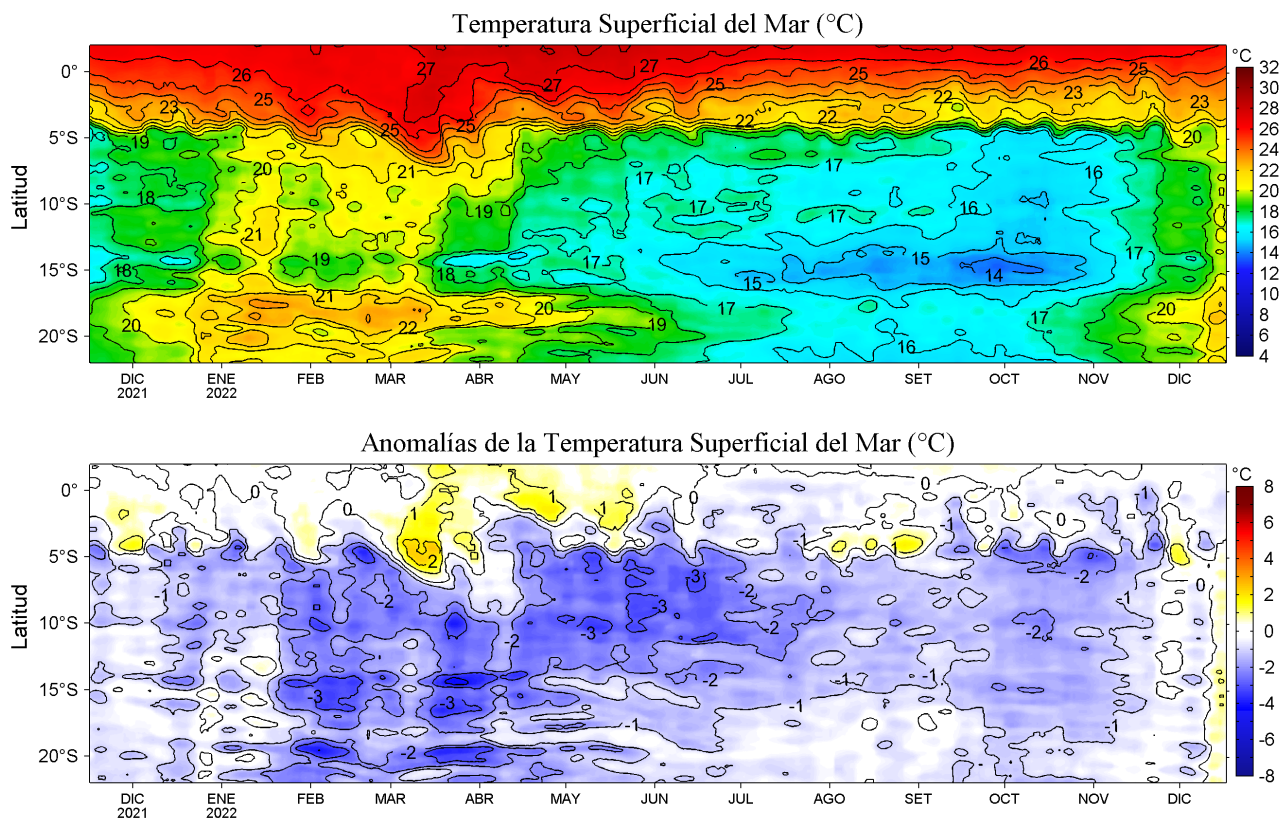 Temperatura Superficial del Mar (°C)
°C
32
30
28
26
24
22
20
18
16
14
12
10
8
6
4
Latitud
0°
5°S
10°S
15°S
20°S
26 27 27 26 25
25 25 25 25
23 25 23 23
22 22 22
19 20 21 17 16 20
18 21 19 17 17 16
18 19 18 17 15 15 14 17
20 21 22 20 19 17 16 17 20
DIC ENE FEB MAR ABR MAY JUN JUL AGO SET OCT NOV DIC
2021 2022
Anomalías de la Temperatura Superficial del Mar (°C)
°C
8
6
4
2
0
-2
-4
-6
-8
Latitud
0°
5°S
10°S
15°S
20°S
0 1 0 0 -1
0 1 1 -1 0
2 -1 1 -2
-1 -2 -3 -3 -2 -1 0
-2 -3 -2 -2
-3 -3 -2 -1 -1
-2 -1 -1 -1
DIC ENE FEB MAR ABR MAY JUN JUL AGO SET OCT NOV DIC
2021 2022